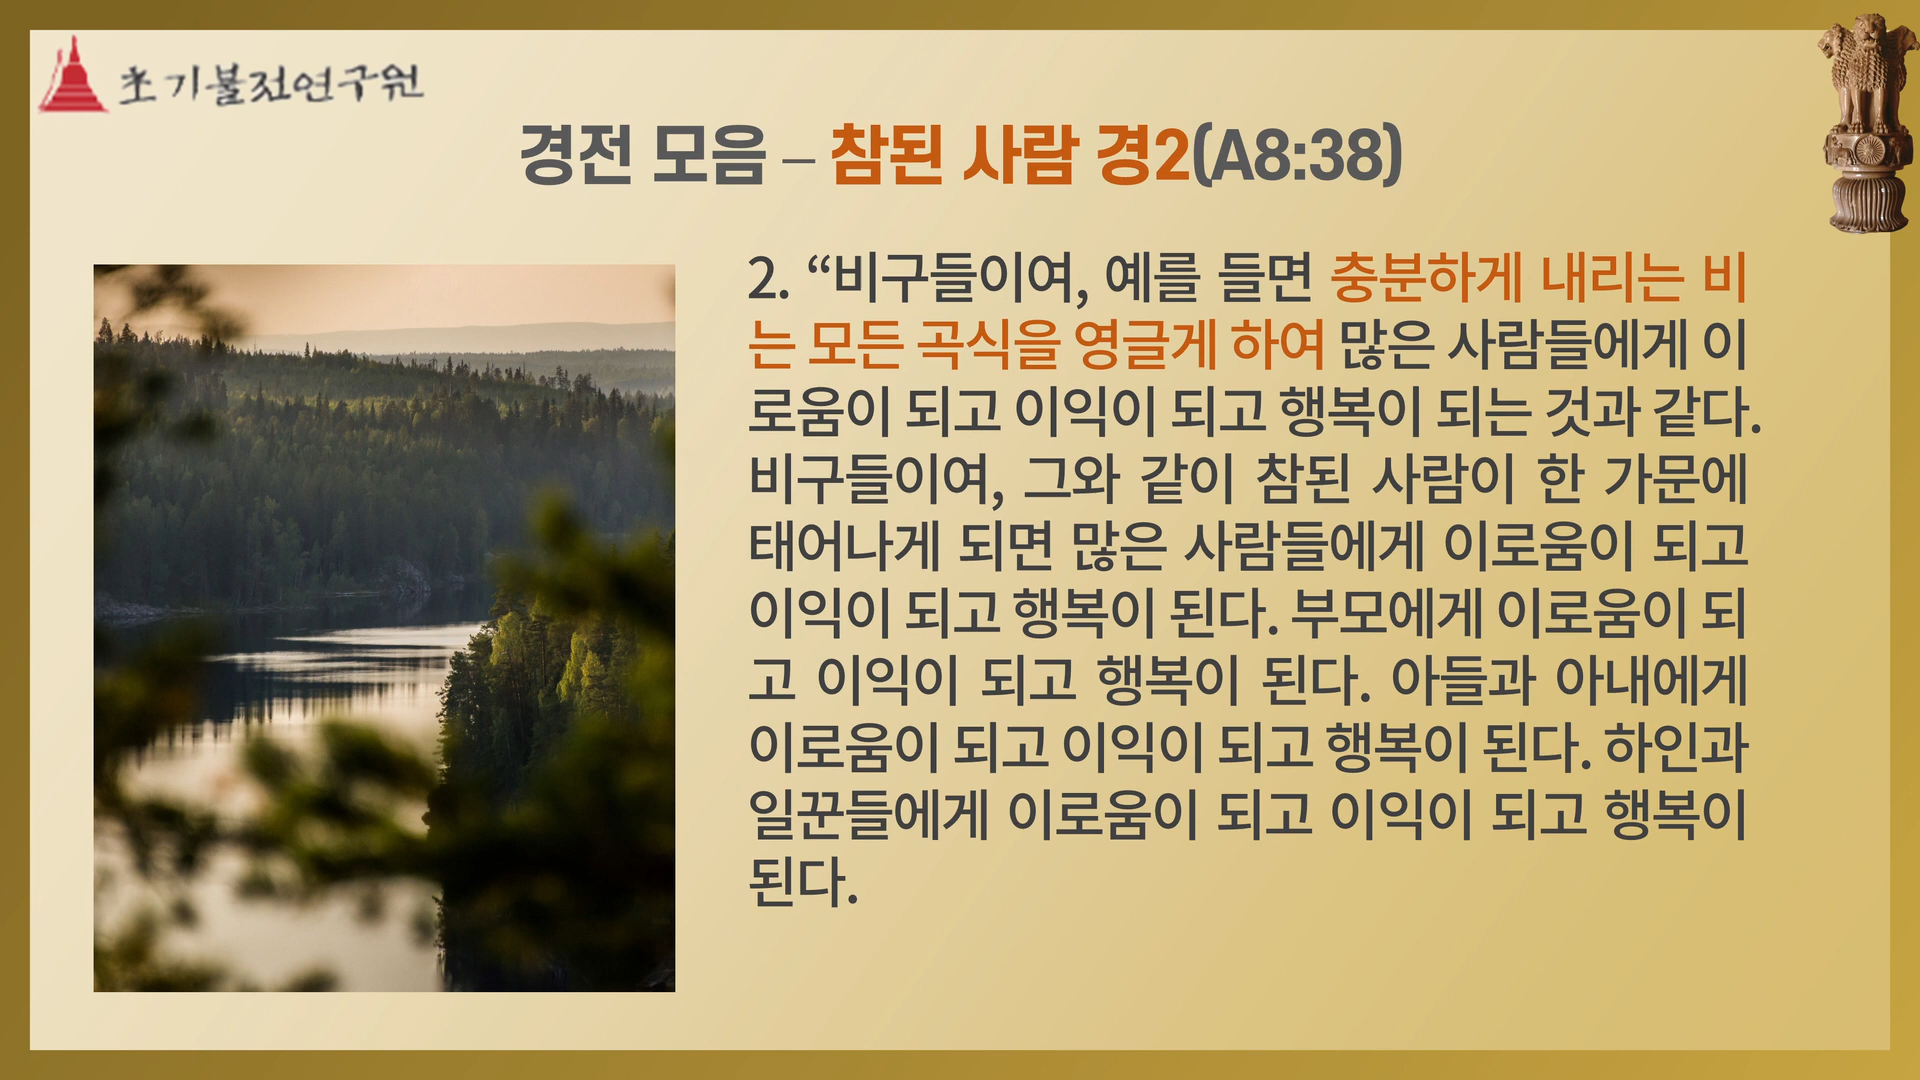 초기불전연구원
경전 모음 – 참된 사람 경2(A8:38)
2. “비구들이여, 예를 들면 충분하게 내리는 비
는 모든 곡식을 영글게 하여 많은 사람들에게 이
로움이 되고 이익이 되고 행복이 되는 것과 같다.
비구들이여, 그와 같이 참된 사람이 한 가문에
태어나게 되면 많은 사람들에게 이로움이 되고
이익이 되고 행복이 된다. 부모에게 이로움이 되
고 이익이 되고 행복이 된다. 아들과 아내에게
이로움이 되고 이익이 되고 행복이 된다. 하인과
일꾼들에게 이로움이 되고 이익이 되고 행복이
된다.